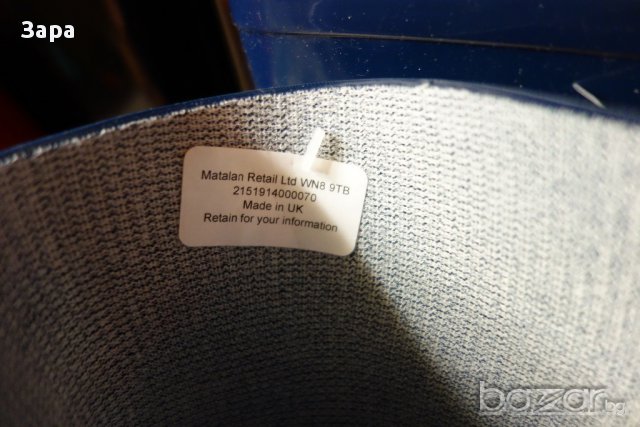 Зара
Matalan Retail Ltd WN8 9TB
2151914000070
Made in UK
Retain for your information
bazar.bg